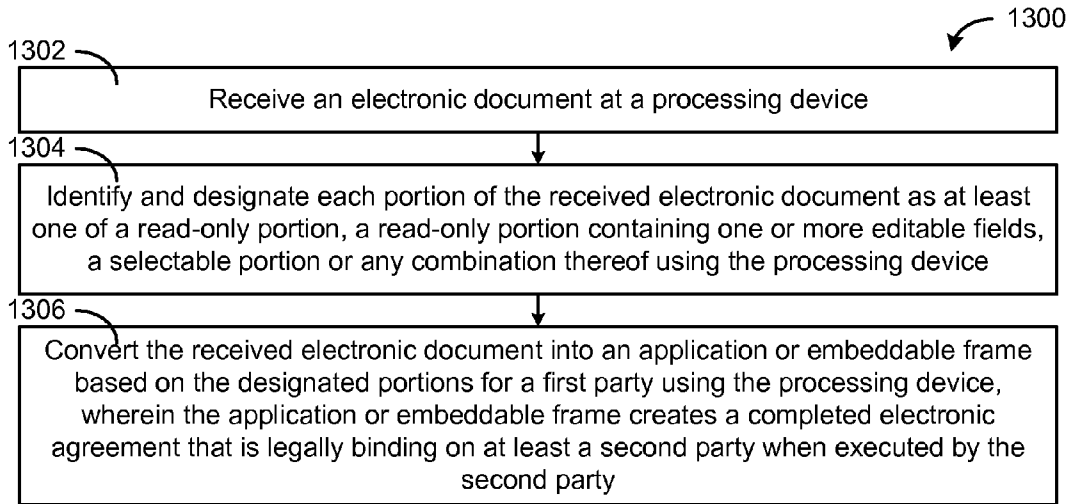 1300
1302
Receive an electronic document at a processing device
1304
Identify and designate each portion of the received electronic document as at least
one of a read-only portion, a read-only portion containing one or more editable fields,
a selectable portion or any combination thereof using the processing device
1306
Convert the received electronic document into an application or embeddable frame
based on the designated portions for a first party using the processing device,
wherein the application or embeddable frame creates a completed electronic
agreement that is legally binding on at least a second party when executed by the
second party